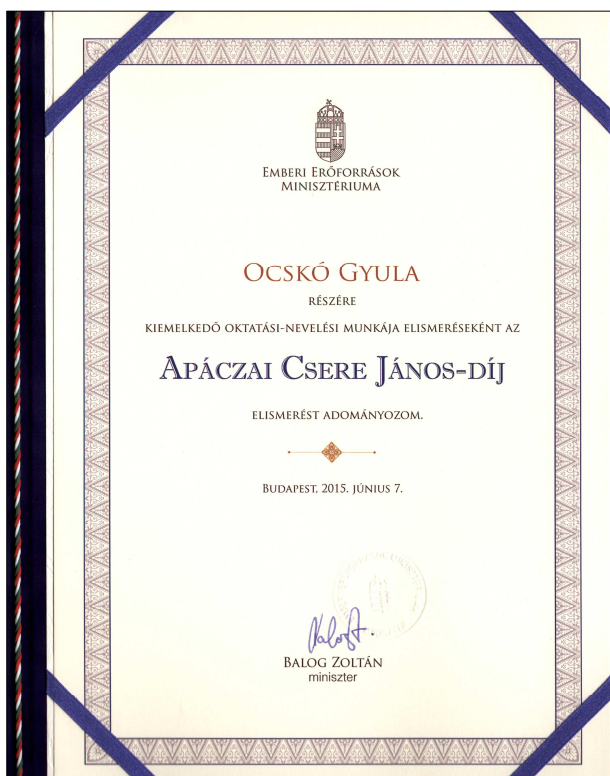 Emberi Erőforrások
Minisztériuma
Ocskó Gyula
részére
kiemelkedő oktatási-nevelési munkája elismeréseként az
Apáczai Csere János-díj
elismerést adományozom.
Budapest, 2015. június 7.
Balog Zoltán
miniszter